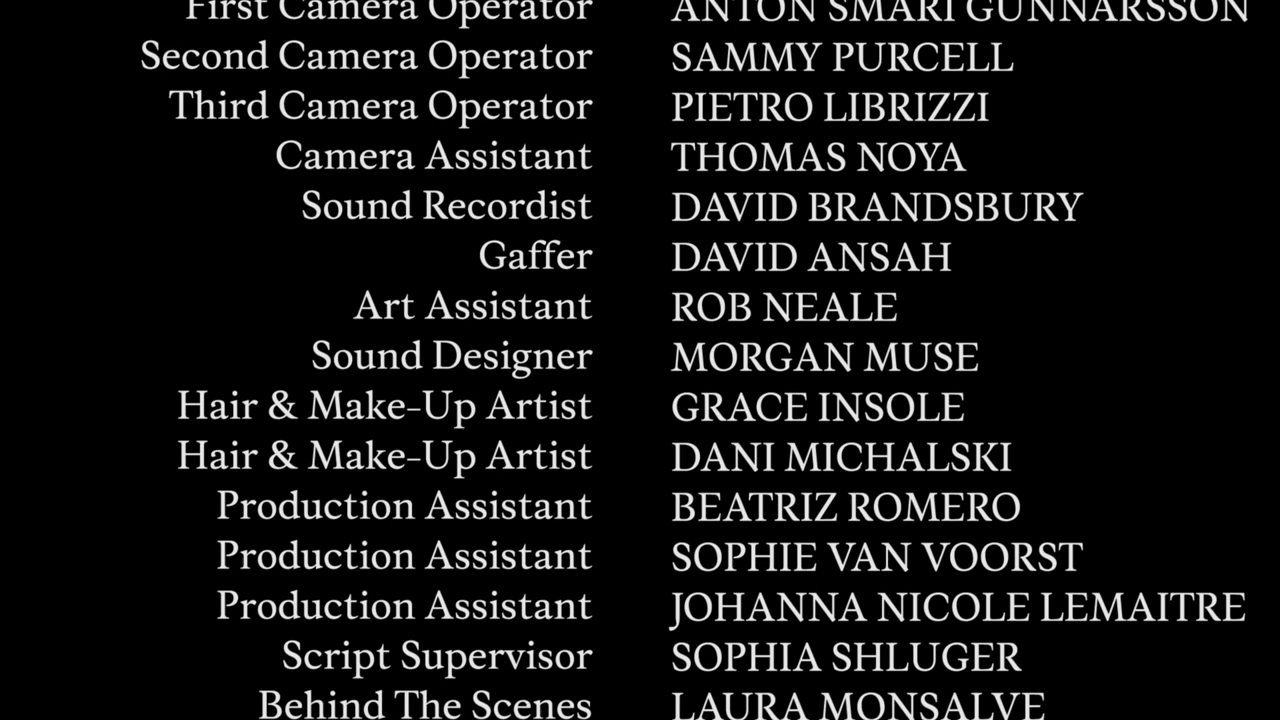 First Camera Operator ANTON SMARI GUNNARSSON
Second Camera Operator SAMMY PURCELL
Third Camera Operator PIETRO LIBRIZZI
Camera Assistant THOMAS NOYA
Sound Recordist DAVID BRANDSBURY
Gaffer DAVID ANSAH
Art Assistant ROB NEALE
Sound Designer MORGAN MUSE
Hair & Make-Up Artist GRACE INSOLE
Hair & Make-Up Artist DANI MICHALSKI
Production Assistant BEATRIZ ROMERO
Production Assistant SOPHIE VAN VOORST
Production Assistant JOHANNA NICOLE LEMAITRE
Script Supervisor SOPHIA SHLUGER
Behind The Scenes LAURA MONSALVE